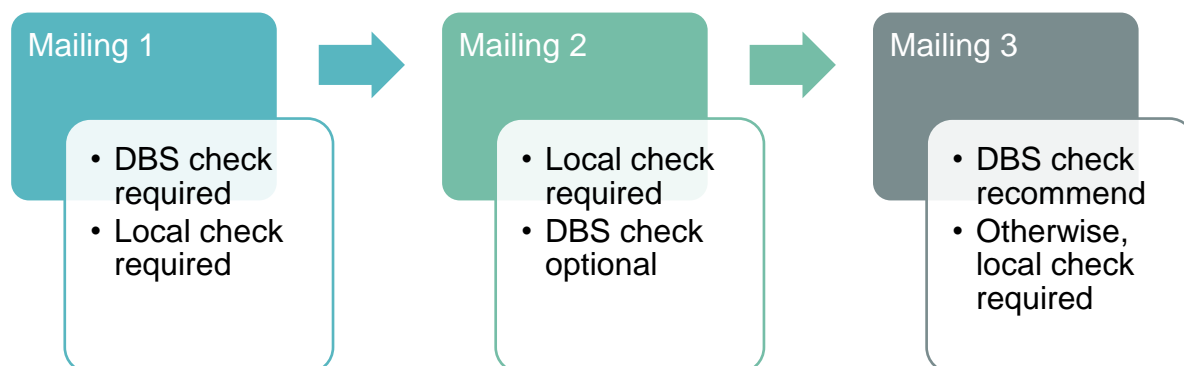 Mailing 1
• DBS check
required
• Local check
required
Mailing 2
• Local check
required
• DBS check
optional
Mailing 3
• DBS check
recommend
• Otherwise,
local check
required